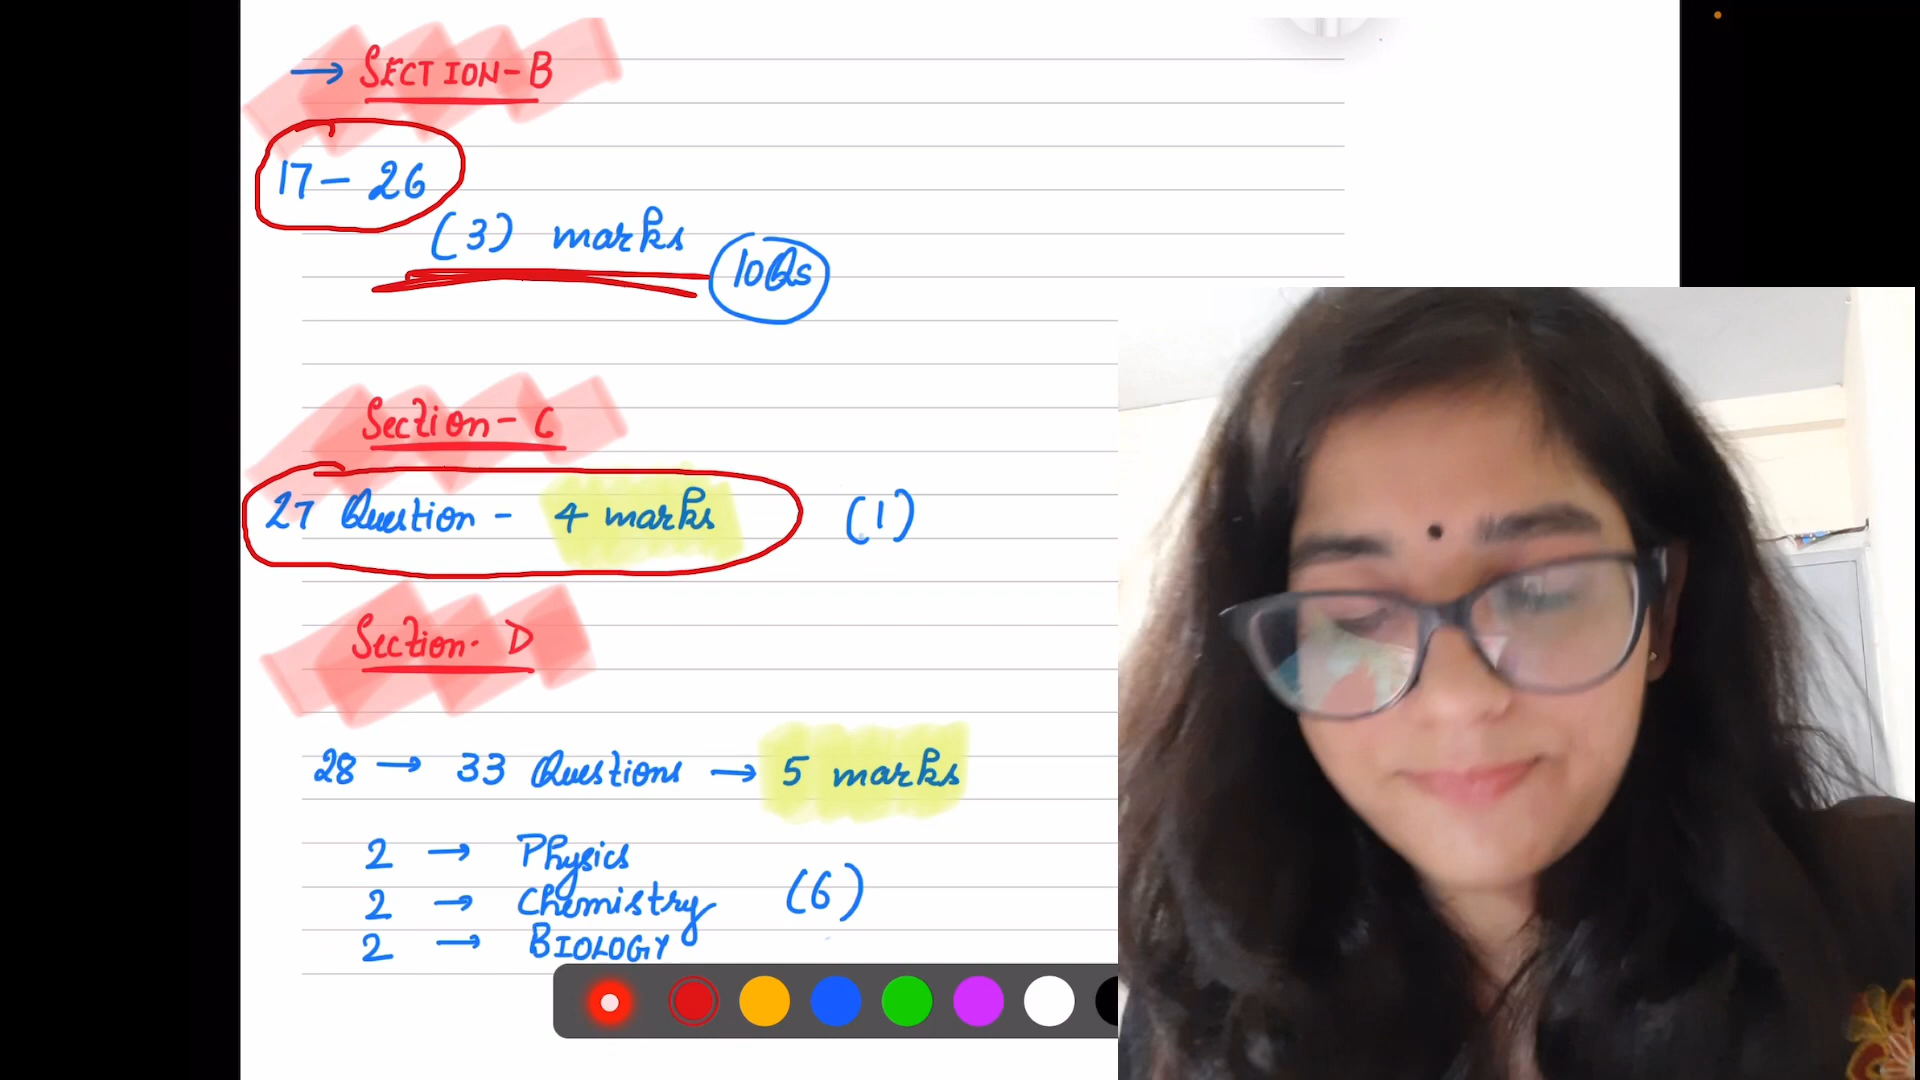 → SECTION-B
17 - 26
(3) marks
10Qs
Section - C
27 Question - 4 marks (1)
Section - D
28 → 33 Questions → 5 marks
2 → Physics
2 → Chemistry (6)
2 → BIOLOGY